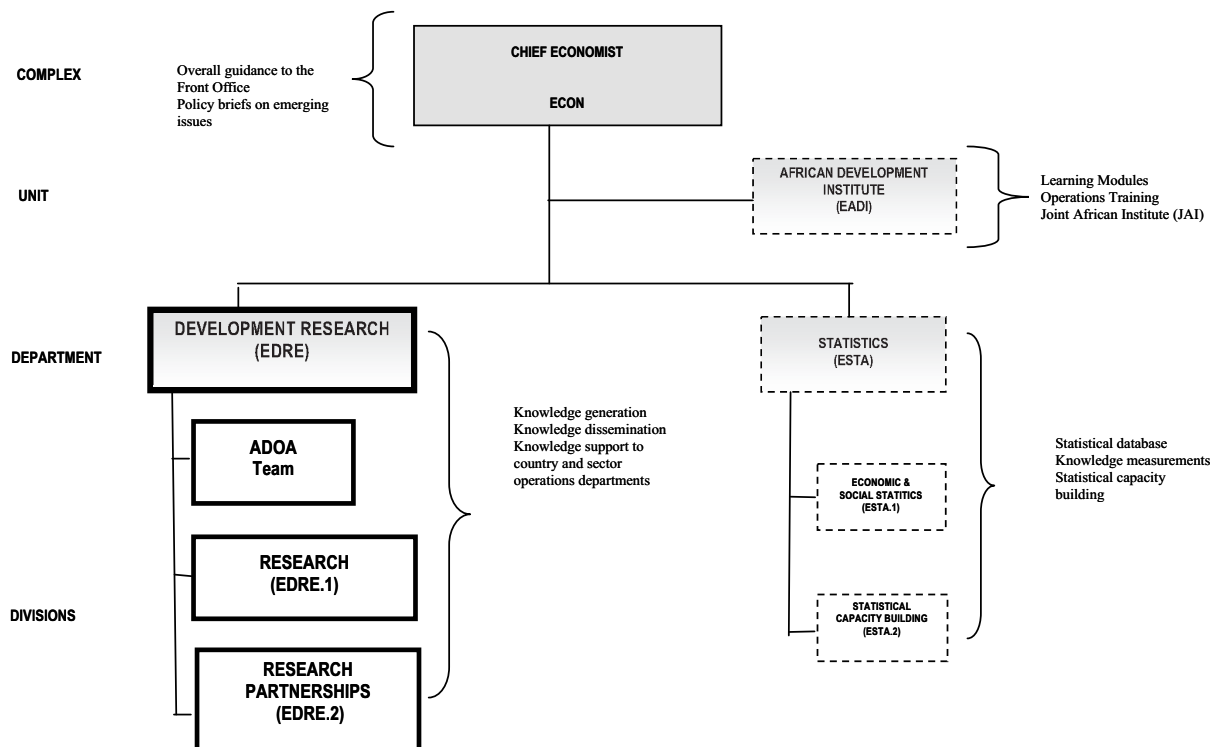 CHIEF ECONOMIST
ECON
COMPLEX
Overall guidance to the
Front Office
Policy briefs on emerging
issues
UNIT
AFRICAN DEVELOPMENT
INSTITUTE
(EADI)
Learning Modules
Operations Training
Joint African Institute (JAI)
DEPARTMENT
DEVELOPMENT RESEARCH
(EDRE)
STATISTICS
(ESTA)
ADOA
Team
Knowledge generation
Knowledge dissemination
Knowledge support to
country and sector
operations departments
Statistical database
Knowledge measurements
Statistical capacity
building
ECONOMIC &
SOCIAL STATITICS
(ESTA.1)
RESEARCH
(EDRE.1)
DIVISIONS
STATISTICAL
CAPACITY BUILDING
(ESTA.2)
RESEARCH
PARTNERSHIPS
(EDRE.2)